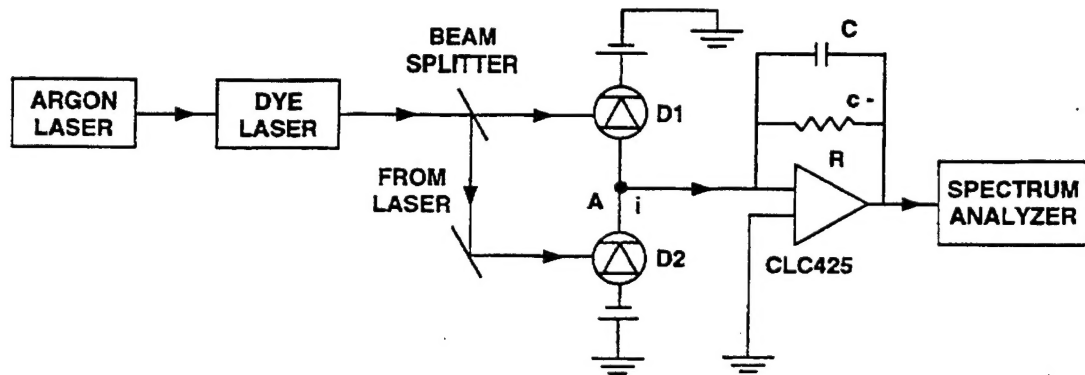 ARGON
LASER
DYE
LASER
BEAM
SPLITTER
FROM
LASER
D1
A
i
D2
C
c -
R
CLC425
SPECTRUM
ANALYZER